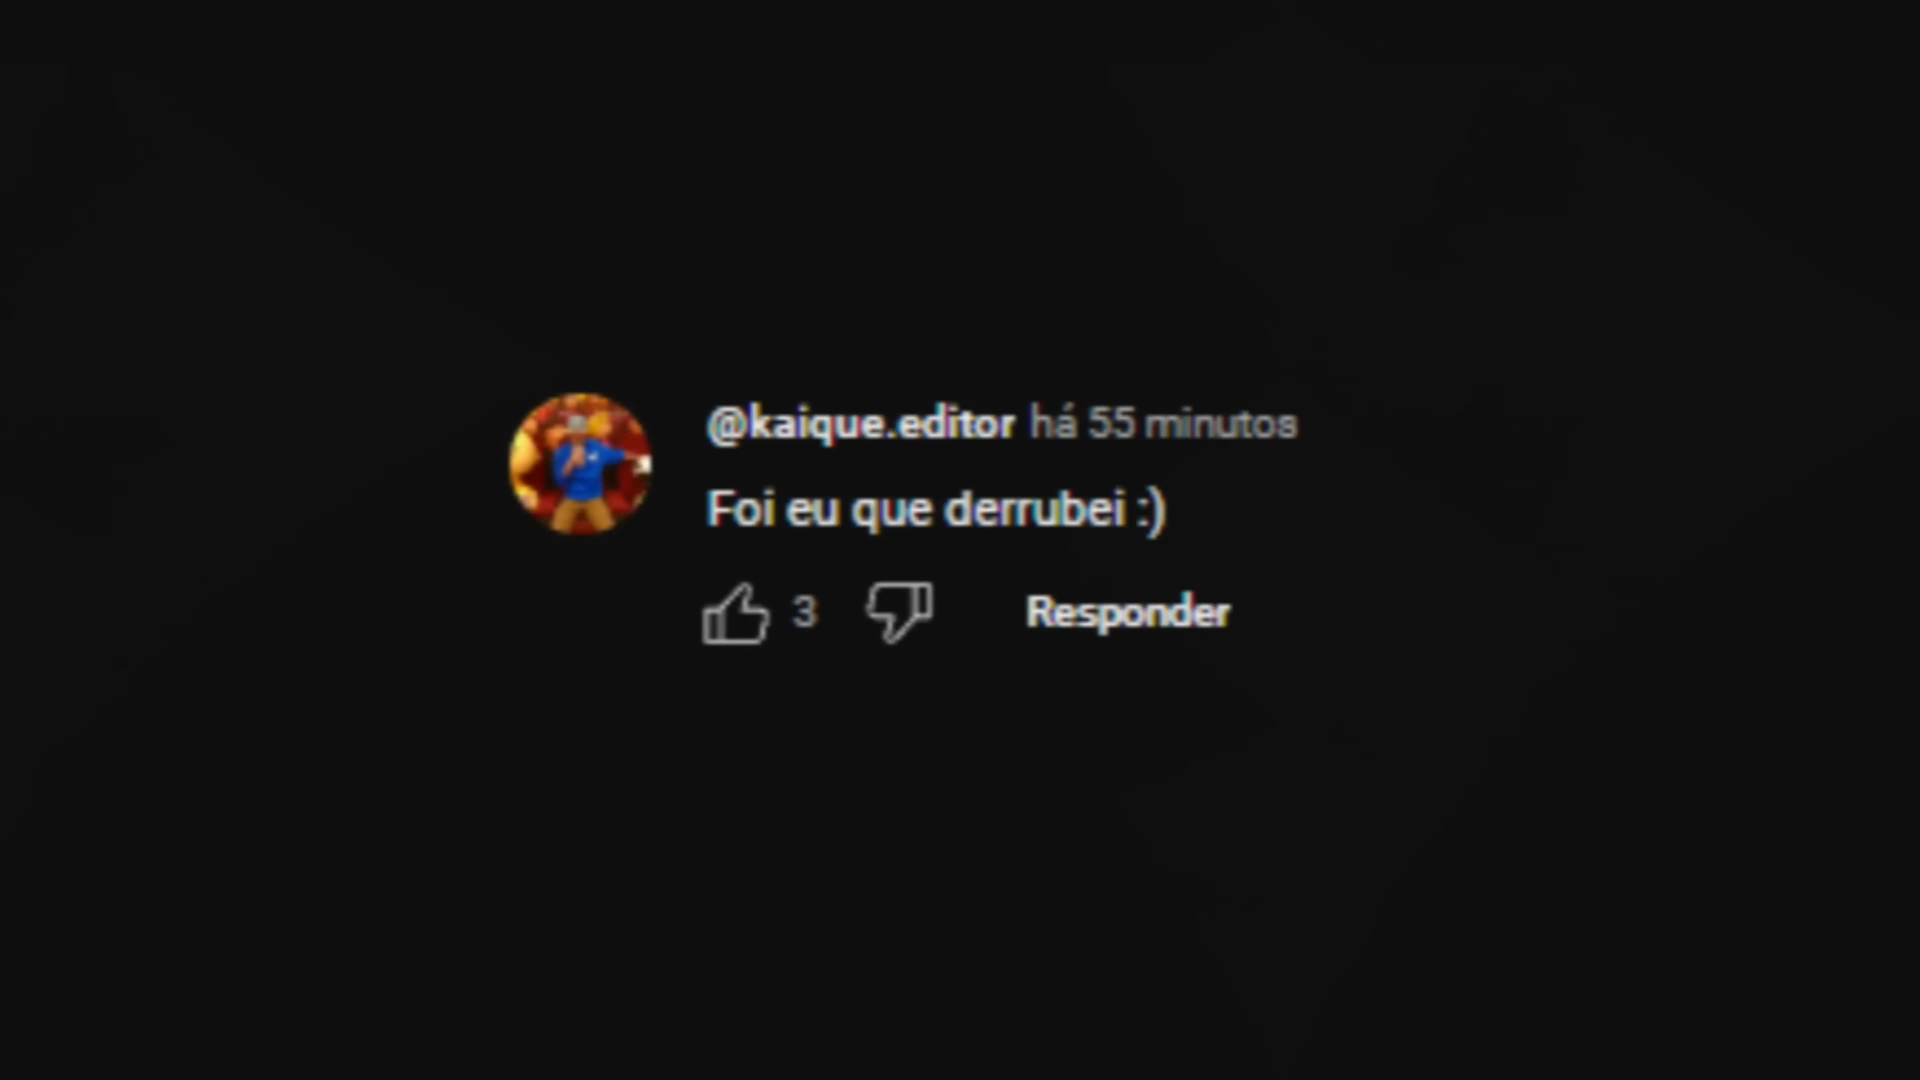 @kaique.editor há 55 minutos
Foi eu que derrubei :)
3 Responder